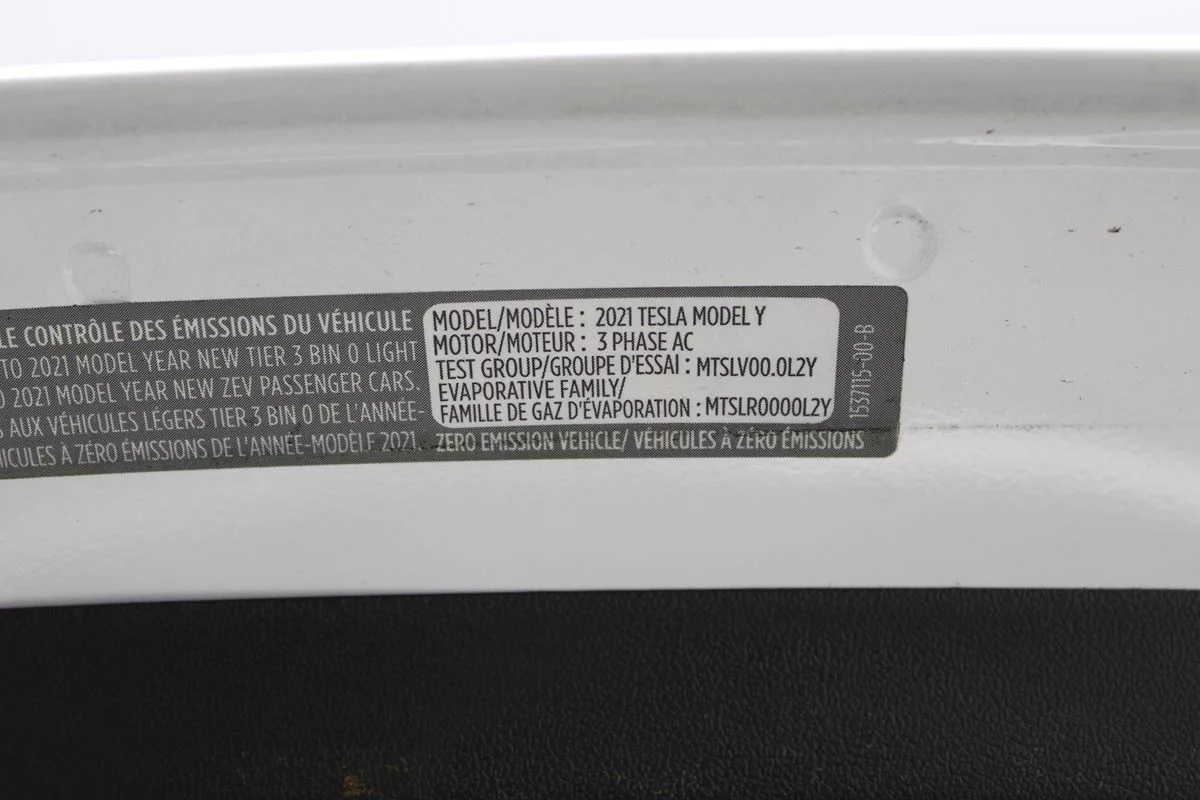 LE CONTRÔLE DES ÉMISSIONS DU VÉHICULE
TO 2021 MODEL YEAR NEW TIER 3 BIN 0 LIGHT
2021 MODEL YEAR NEW ZEV PASSENGER CARS.
AUX VÉHICULES LÉGERS TIER 3 BIN 0 DE L'ANNÉE-
ICULES À ZÉRO ÉMISSIONS DE L'ANNÉE-MODÈLE 2021.
MODEL/MODÈLE : 2021 TESLA MODEL Y
MOTOR/MOTEUR : 3 PHASE AC
TEST GROUP/GROUPE D'ESSAI : MTSLV00.0L2Y
EVAPORATIVE FAMILY/
FAMILLE DE GAZ D'ÉVAPORATION : MTSLR0000L2Y
ZERO EMISSION VEHICLE/ VÉHICULES À ZÉRO ÉMISSIONS
1537115-00-B